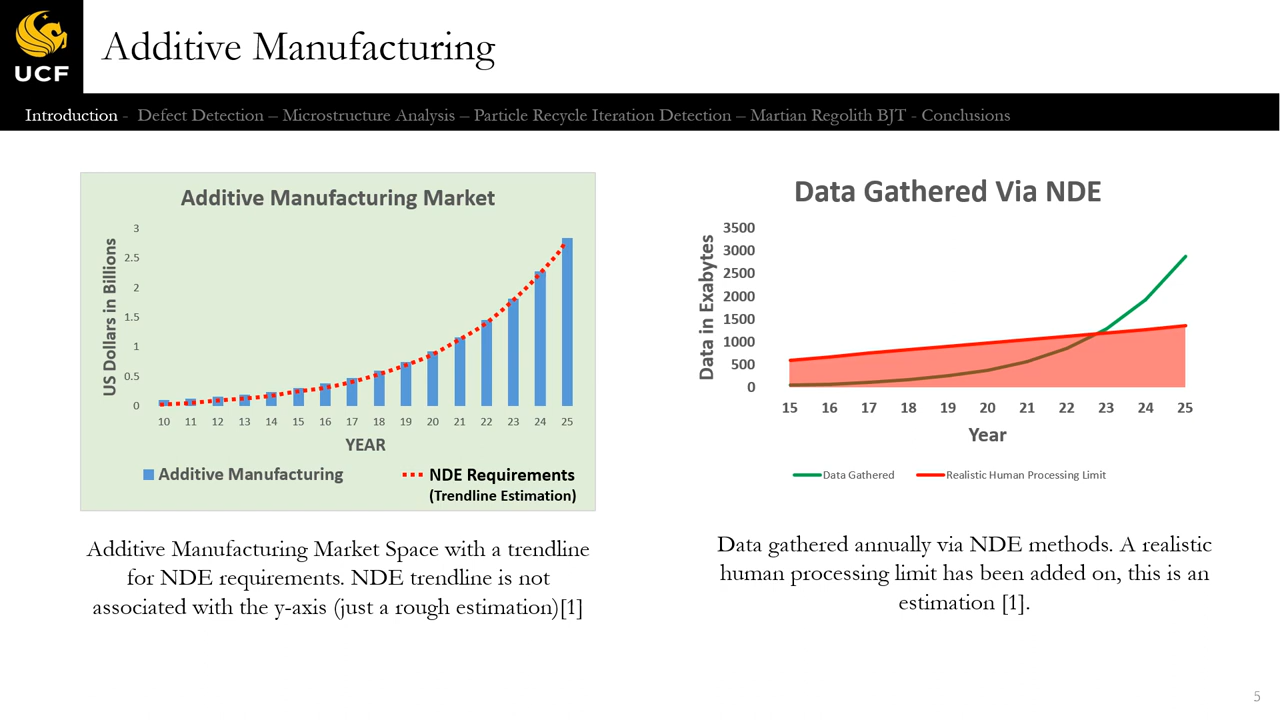 UCF
Additive Manufacturing
Introduction - Defect Detection – Microstructure Analysis – Particle Recycle Iteration Detection – Martian Regolith BJT - Conclusions
Additive Manufacturing Market
US Dollars in Billions
3
2.5
2
1.5
1
0.5
0
10 11 12 13 14 15 16 17 18 19 20 21 22 23 24 25
YEAR
Additive Manufacturing
NDE Requirements
(Trendline Estimation)
Additive Manufacturing Market Space with a trendline
for NDE requirements. NDE trendline is not
associated with the y-axis (just a rough estimation)[1]
Data Gathered Via NDE
Data in Exabytes
3500
3000
2500
2000
1500
1000
500
0
15 16 17 18 19 20 21 22 23 24 25
Year
Data Gathered
Realistic Human Processing Limit
Data gathered annually via NDE methods. A realistic
human processing limit has been added on, this is an
estimation [1].
5